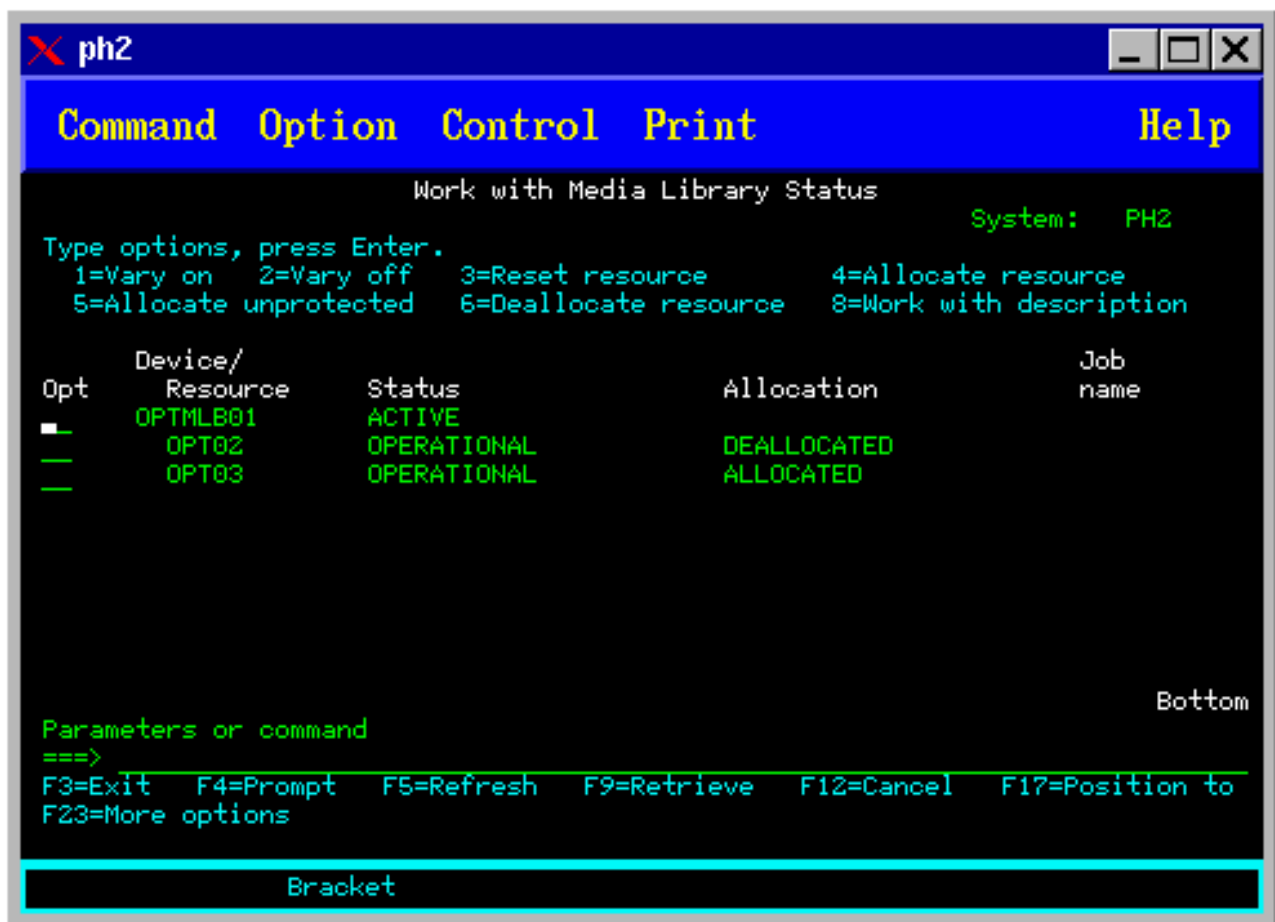 ph2
Command Option Control Print Help
Work with Media Library Status
System: PH2
Type options, press Enter.
1=Vary on 2=Vary off 3=Reset resource 4=Allocate resource
5=Allocate unprotected 6=Deallocate resource 8=Work with description
Device/ Job
Opt Resource Status Allocation name
OPTMLB01 ACTIVE
OPT02 OPERATIONAL DEALLOCATED
OPT03 OPERATIONAL ALLOCATED
Bottom
Parameters or command
===>
F3=Exit F4=Prompt F5=Refresh F9=Retrieve F12=Cancel F17=Position to
F23=More options
Bracket